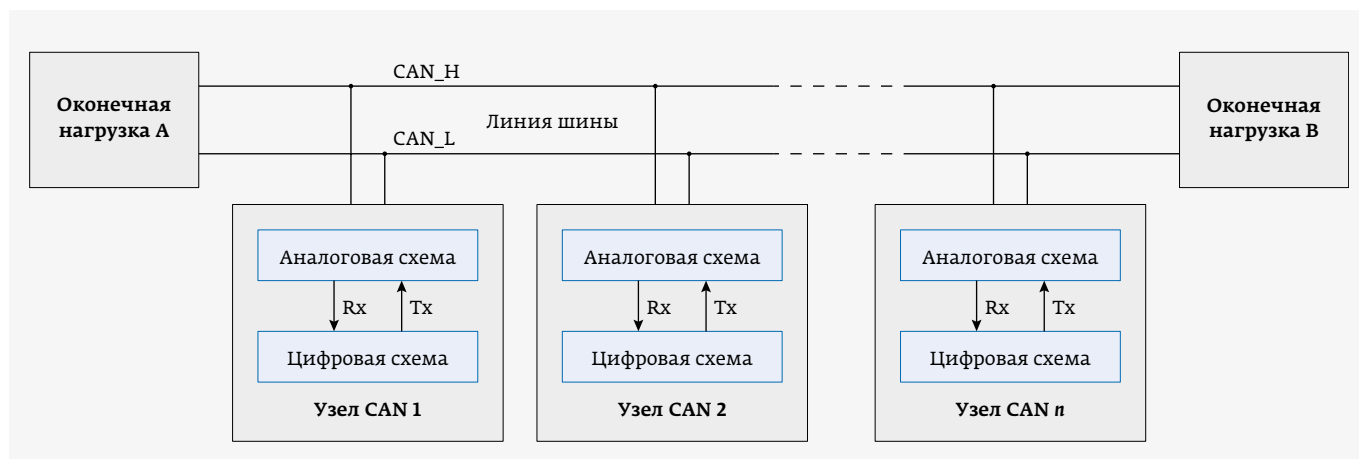 CAN_H
Оконечная
нагрузка А
Линия шины
Оконечная
нагрузка В
CAN_L
Аналоговая схема
Rx
Tx
Цифровая схема
Узел CAN 1
Аналоговая схема
Rx
Tx
Цифровая схема
Узел CAN 2
Аналоговая схема
Rx
Tx
Цифровая схема
Узел CAN n